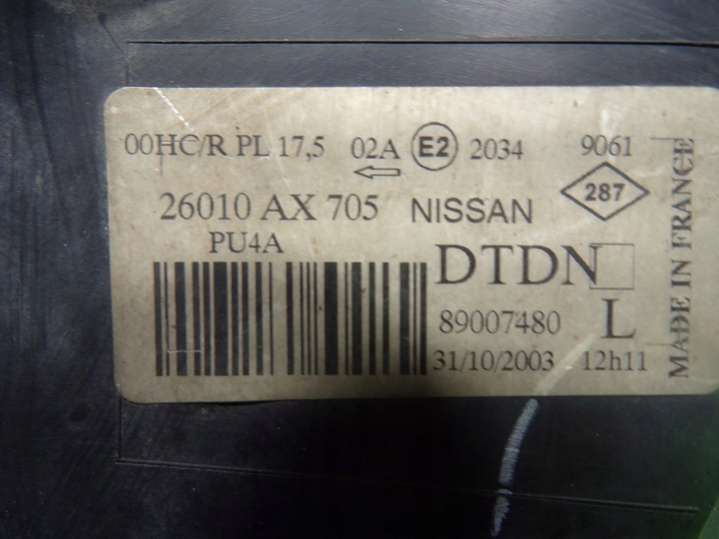 00HC/R PL 17,5 02A E2 2034 9061
26010 AX 705 NISSAN 287
PU4A
DTDN
89007480 L
31/10/2003 12h11
MADE IN FRANCE